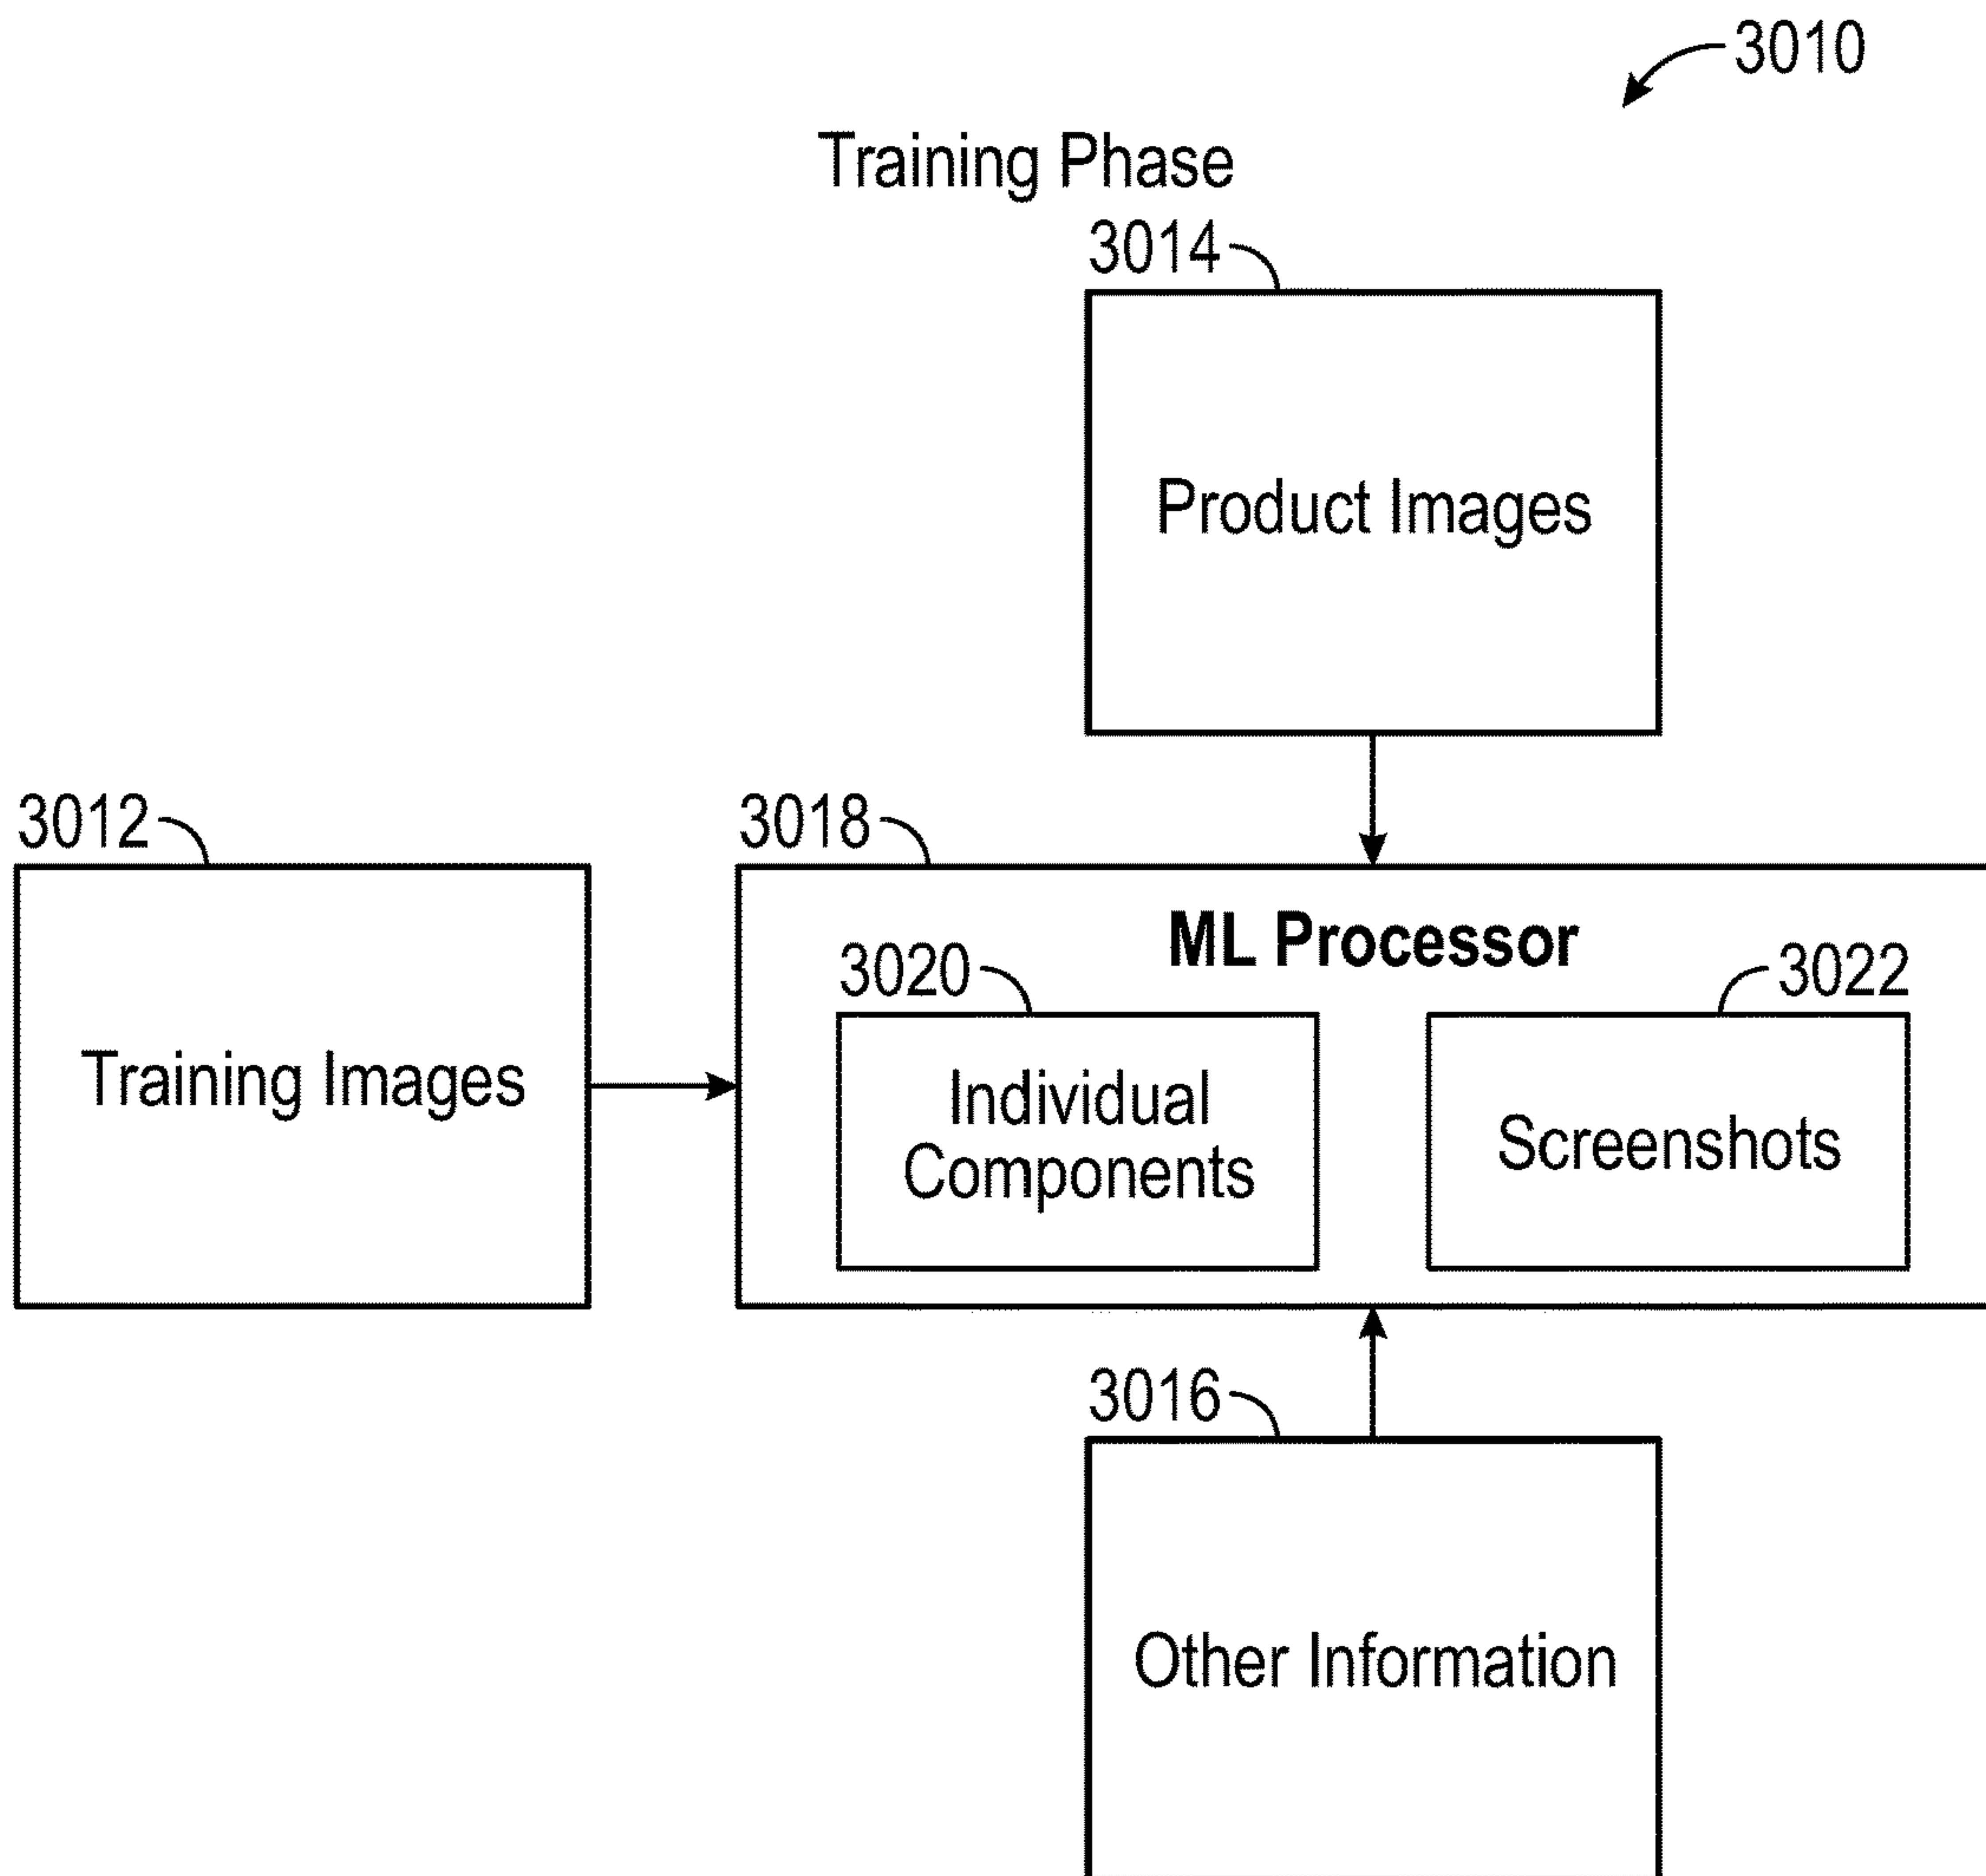 3010
Training Phase
3014
Product Images
3012
3018
Training Images
ML Processor
3020
3022
Individual
Components
Screenshots
3016
Other Information